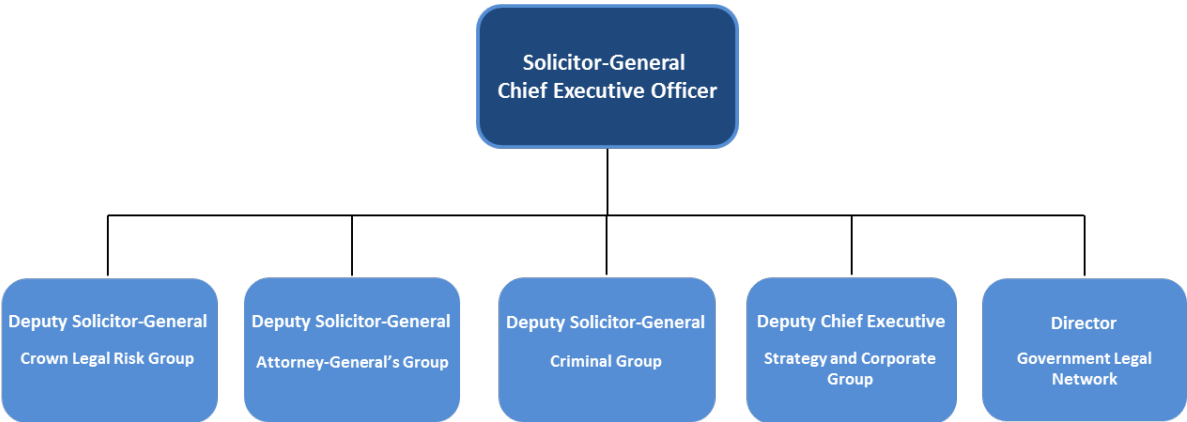 Solicitor-General
Chief Executive Officer
Deputy Solicitor-General
Crown Legal Risk Group
Deputy Solicitor-General
Attorney-General's Group
Deputy Solicitor-General
Criminal Group
Deputy Chief Executive
Strategy and Corporate
Group
Director
Government Legal
Network